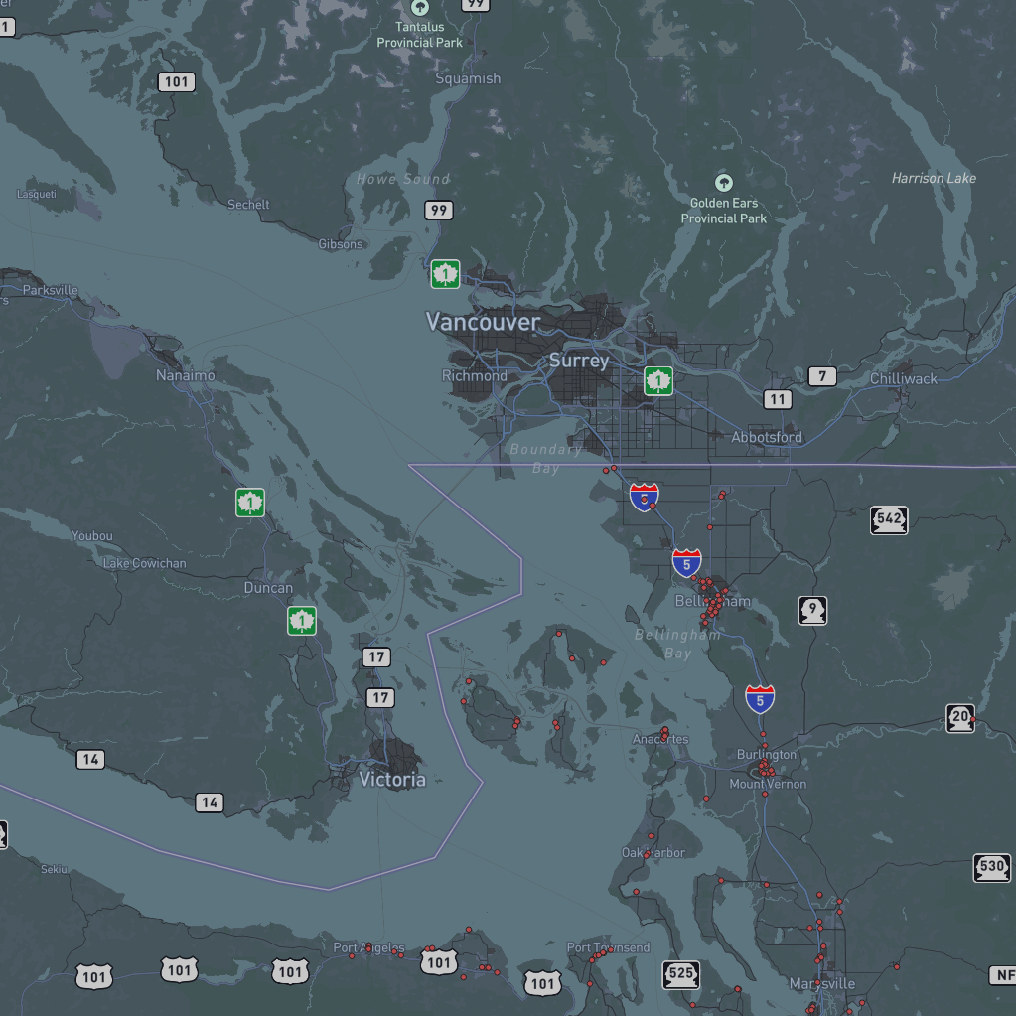 99
1
Tantalus
Provincial Park
Squamish
101
Howe Sound
Harrison Lake
Lasqueti
Sechelt
Golden Ears
Provincial Park
99
Gibsons
1
Parksville
Vancouver
Surrey
Richmond
Nanaimo
1
7
Chilliwack
11
Abbotsford
Boundary
Bay
1
5
542
Youbou
Lake Cowichan
5
Duncan
Bellingham
9
1
Bellingham
Bay
17
17
5
20
Anacortes
14
Burlington
Victoria
Mount Vernon
14
Oak Harbor
Sekiu
530
Port Angeles
Port Townsend
101
101
101
101
101
525
Marysville
NF